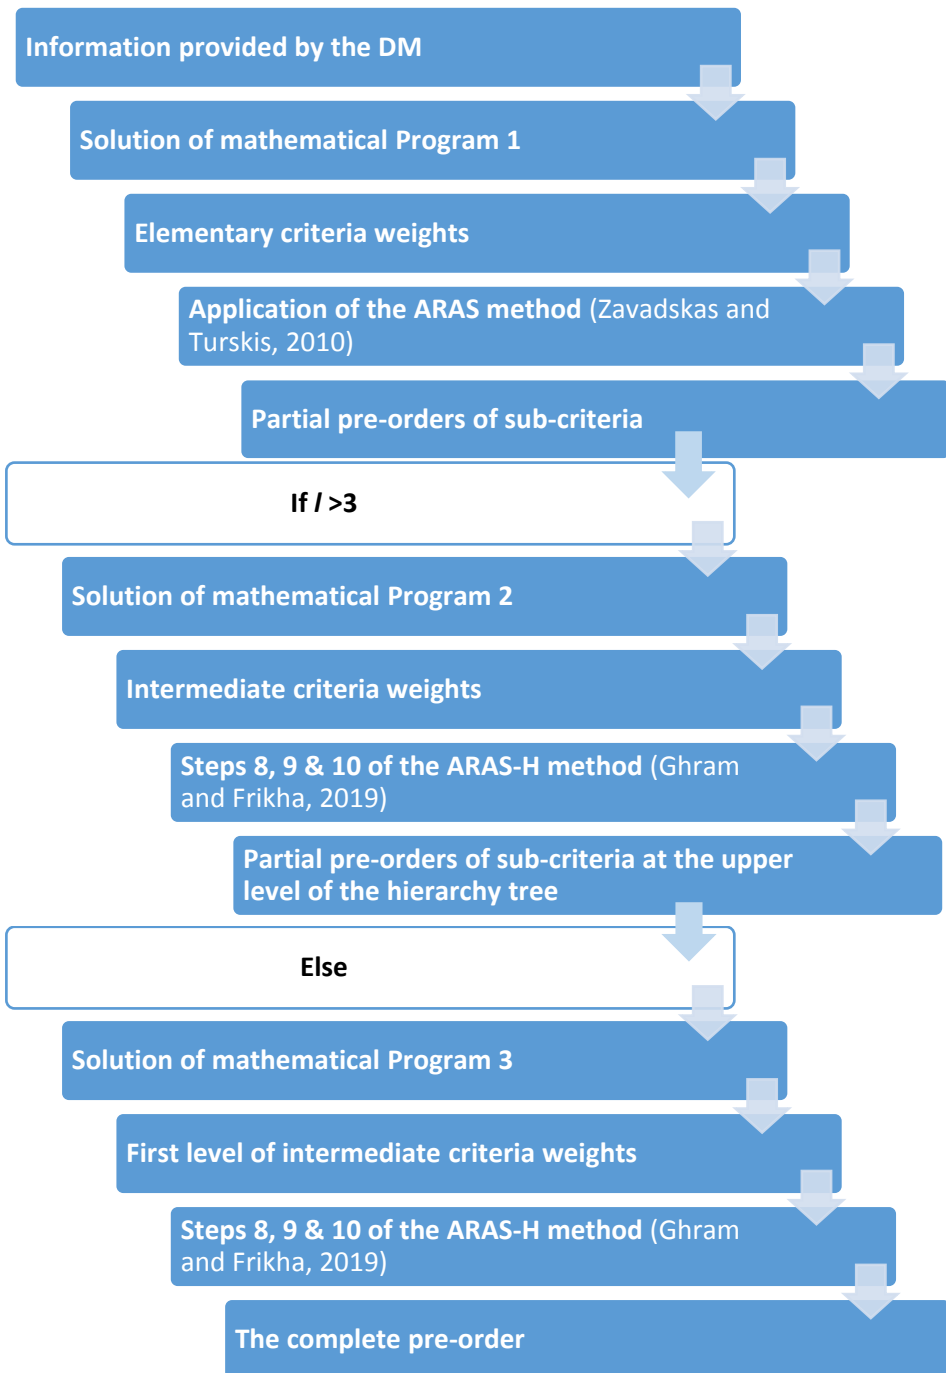 Information provided by the DM
Solution of mathematical Program 1
Elementary criteria weights
Application of the ARAS method (Zavadskas and
Turskis, 2010)
Partial pre-orders of sub-criteria
If l >3
Solution of mathematical Program 2
Intermediate criteria weights
Steps 8, 9 & 10 of the ARAS-H method (Ghram
and Frikha, 2019)
Partial pre-orders of sub-criteria at the upper
level of the hierarchy tree
Else
Solution of mathematical Program 3
First level of intermediate criteria weights
Steps 8, 9 & 10 of the ARAS-H method (Ghram
and Frikha, 2019)
The complete pre-order